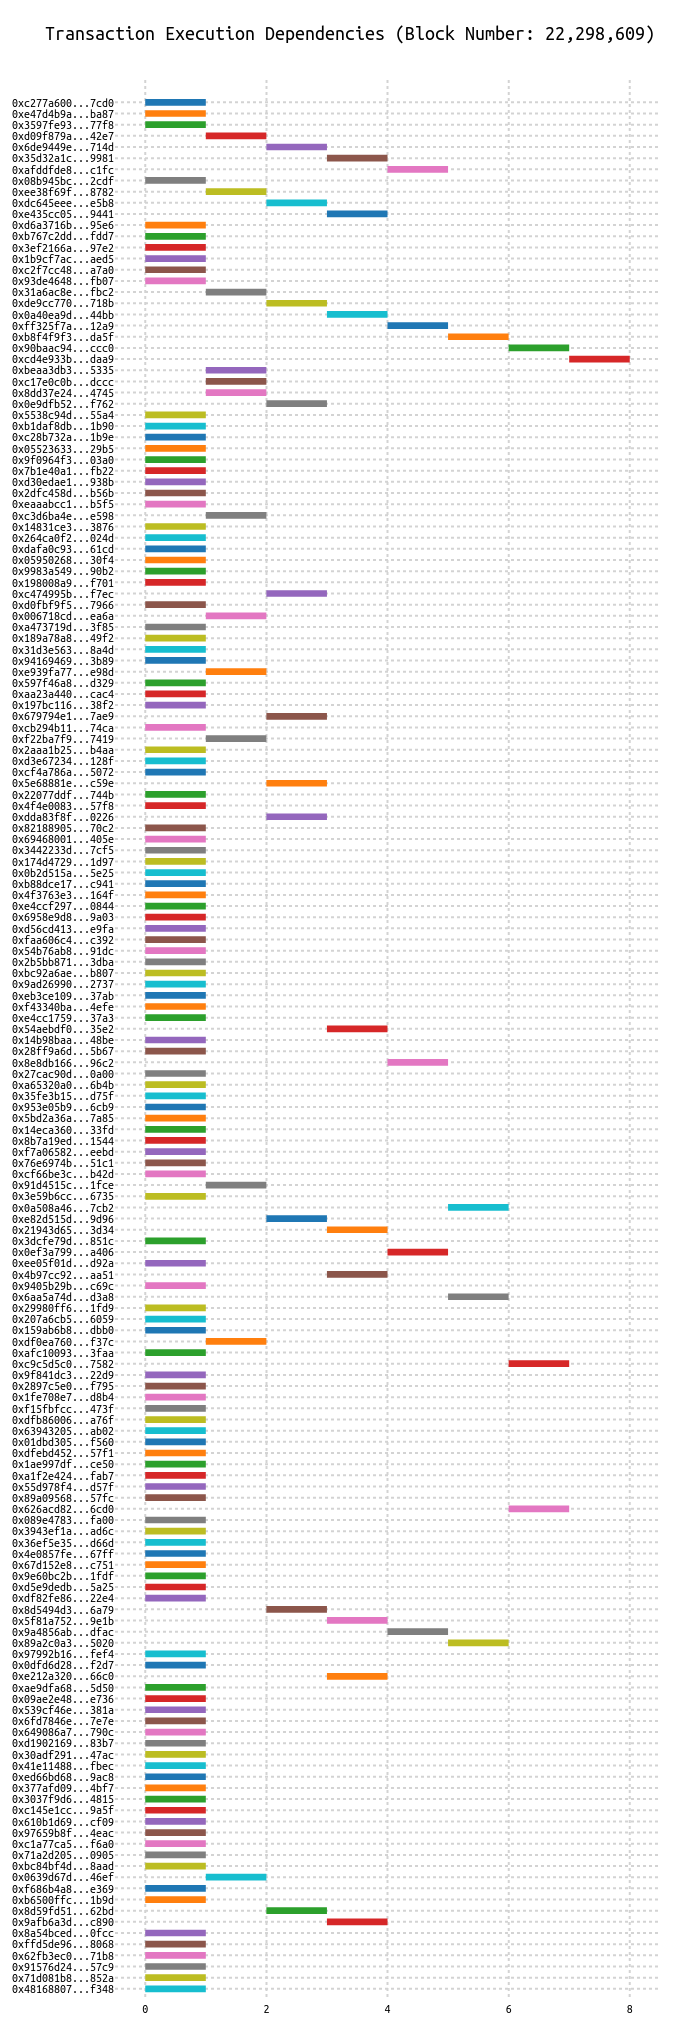 Transaction Execution Dependencies (Block Number: 22,298,609)
0xc277a600...7cd0
0xe47d4b9a...ba87
0x3597fe93...77f8
0xd09f879a...42e7
0x6de9449e...714d
0x35d32a1c...9981
0xafddfde8...c1fc
0x08b945bc...2cdf
0xee38f69f...8782
0xdc645eee...e5b8
0xe435cc05...9441
0xd6a3716b...95e6
0xb767c2dd...fdd7
0x3ef2166a...97e2
0x1b9cf7ac...aed5
0xc2f7cc48...a7a0
0x93de4648...fb07
0x31a6ac8e...fbc2
0xde9cc770...718b
0x0a40ea9d...44bb
0xff325f7a...12a9
0xb8f4f9f3...da5f
0x90baac94...ccc0
0xcd4e933b...daa9
0xbeaa3db3...5335
0xc17e0c0b...dccc
0x8dd37e24...4745
0x0e9dfb52...f762
0x5538c94d...55a4
0xb1daf8db...1b90
0xc28b732a...1b9e
0x05523633...29b5
0x9f0964f3...03a0
0x7b1e40a1...fb22
0xd30edae1...938b
0x2dfc458d...b56b
0xeaaabcc1...b5f5
0xc3d6ba4e...e598
0x14831ce3...3876
0x264ca0f2...024d
0xdafa0c93...61cd
0x05950268...30f4
0x9983a549...90b2
0x198008a9...f701
0xc474995b...f7ec
0xd0fbf9f5...7966
0x006718cd...ea6a
0xa473719d...3f85
0x189a78a8...49f2
0x31d3e563...8a4d
0x94169469...3b89
0xe939fa77...e98d
0x597f46a8...d329
0xaa23a440...cac4
0x197bc116...38f2
0x679794e1...7ae9
0xcb294b11...74ca
0xf22ba7f9...7419
0x2aaa1b25...b4aa
0xd3e67234...128f
0xcf4a786a...5072
0x5e68881e...c59e
0x22077ddf...744b
0x4f4e0083...57f8
0xdda83f8f...0226
0x82188905...70c2
0x69468001...405e
0x3442233d...7cf5
0x174d4729...1d97
0x0b2d515a...5e25
0xb88dce17...c941
0x4f3763e3...164f
0xe4ccf297...0844
0x6958e9d8...9a03
0xd56cd413...e9fa
0xfaa606c4...c392
0x54b76ab8...91dc
0x2b5bb871...3dba
0xbc92a6ae...b807
0x9ad26990...2737
0xeb3ce109...37ab
0xf43340ba...4efe
0xe4cc1759...37a3
0x54aebdf0...35e2
0x14b98baa...48be
0x28ff9a6d...5b67
0x8e8db166...96c2
0x27cac90d...0a00
0xa65320a0...6b4b
0x35fe3b15...d75f
0x953e05b9...6cb9
0x5bd2a36a...7a85
0x14eca360...33fd
0x8b7a19ed...1544
0xf7a06582...eebd
0x76e6974b...51c1
0xcf66be3c...b42d
0x91d4515c...1fce
0x3e59b6cc...6735
0x0a508a46...7cb2
0xe82d515d...9d96
0x21943d65...3d34
0x3dcfe79d...851c
0x0ef3a799...a406
0xee05f01d...d92a
0x4b97cc92...aa51
0x9405b29b...c69c
0x6aa5a74d...d3a8
0x29980ff6...1fd9
0x207a6cb5...6059
0x159ab6b8...dbb0
0xdf0ea760...f37c
0xafc10093...3faa
0xc9c5d5c0...7582
0x9f841dc3...22d9
0x2897c5e0...f795
0x1fe708e7...d8b4
0xf15fbfcc...473f
0xdfb86006...a76f
0x63943205...ab02
0x01dbd305...f560
0xdfebd452...57f1
0x1ae997df...ce50
0xa1f2e424...fab7
0x55d978f4...d57f
0x89a09568...57fc
0x626acd82...6cd0
0x089e4783...fa00
0x3943ef1a...ad6c
0x36ef5e35...d66d
0x4e0857fe...67ff
0x67d152e8...c751
0x9e60bc2b...1fdf
0xd5e9dedb...5a25
0xdf82fe86...22e4
0x8d5494d3...6a79
0x5f81a752...9e1b
0x9a4856ab...dfac
0x89a2c0a3...5020
0x97992b16...fef4
0x0dfd6d28...f2d7
0xe212a320...66c0
0xae9dfa68...5d50
0x09ae2e48...e736
0x539cf46e...381a
0x6fd7846e...7e7e
0x649086a7...790c
0xd1902169...83b7
0x30adf291...47ac
0x41e11488...fbec
0xed66bd68...9ac8
0x377afd09...4bf7
0x3037f9d6...4815
0xc145e1cc...9a5f
0x610b1d69...cf09
0x97659b8f...4eac
0xc1a77ca5...f6a0
0x71a2d205...0905
0xbc84bf4d...8aad
0x0639d67d...46ef
0xf686b4a8...e369
0xb6500ffc...1b9d
0x8d59fd51...62bd
0x9afb6a3d...c890
0x8a54bced...0fcc
0xffd5de96...8068
0x62fb3ec0...71b8
0x91576d24...57c9
0x71d081b8...852a
0x48168807...f348
0 2 4 6 8